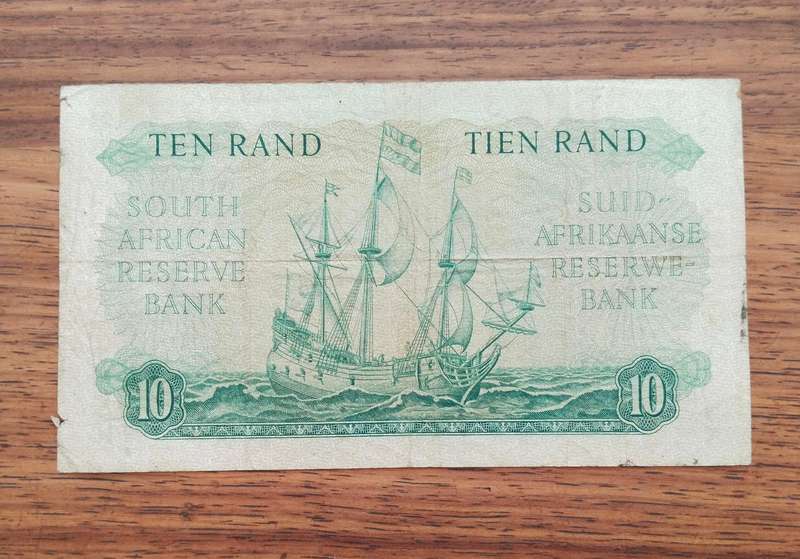 TEN RAND
TIEN RAND
SOUTH
AFRICAN
RESERVE
BANK
SUID-
AFRIKAANSE
RESERWE-
BANK
10
10